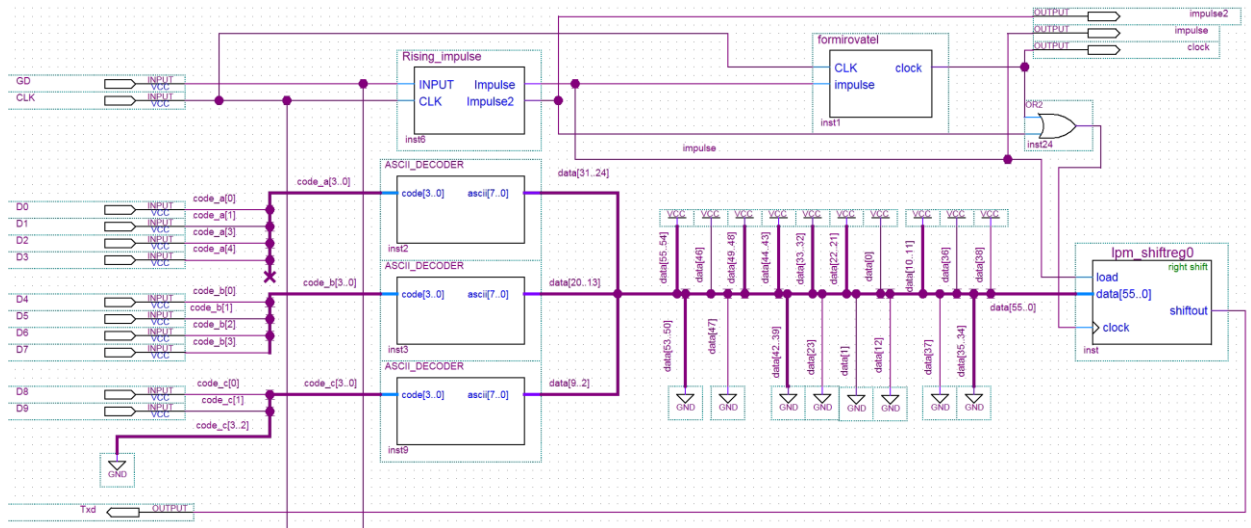 OUTPUT impulse2
OUTPUT impulse
OUTPUT clock
formirovatel
CLK clock
impulse
inst1
Rising_impulse
INPUT Impulse
CLK Impulse2
inst6
GD INPUT VCC
CLK INPUT VCC
OR2
inst24
impulse
ASCII_DECODER
code_a[3..0]
code[3..0] ascii[7..0]
data[31..24]
inst2
D0 INPUT VCC code_a[0]
D1 INPUT VCC code_a[1]
D2 INPUT VCC code_a[3]
D3 INPUT VCC code_a[4]
ASCII_DECODER
code_b[3..0]
code[3..0] ascii[7..0]
data[20..13]
inst3
D4 INPUT VCC code_b[0]
D5 INPUT VCC code_b[1]
D6 INPUT VCC code_b[2]
D7 INPUT VCC code_b[3]
ASCII_DECODER
code_c[3..0]
code[3..0] ascii[7..0]
data[9..2]
inst9
D8 INPUT VCC code_c[0]
D9 INPUT VCC code_c[1]
code_c[3..2]
GND
VCC VCC VCC VCC VCC VCC VCC VCC VCC VCC
data[55..54]
data[46]
data[49..48]
data[44..43]
data[33..32]
data[22..21]
data[0]
data[10..11]
data[36]
data[38]
data[55..0]
data[53..50]
data[47]
data[42..39]
data[23]
data[1]
data[12]
data[37]
data[35..34]
GND GND GND GND GND GND GND GND
lpm_shiftreg0
right shift
load
data[55..0]
shiftout
clock
inst
Txd OUTPUT